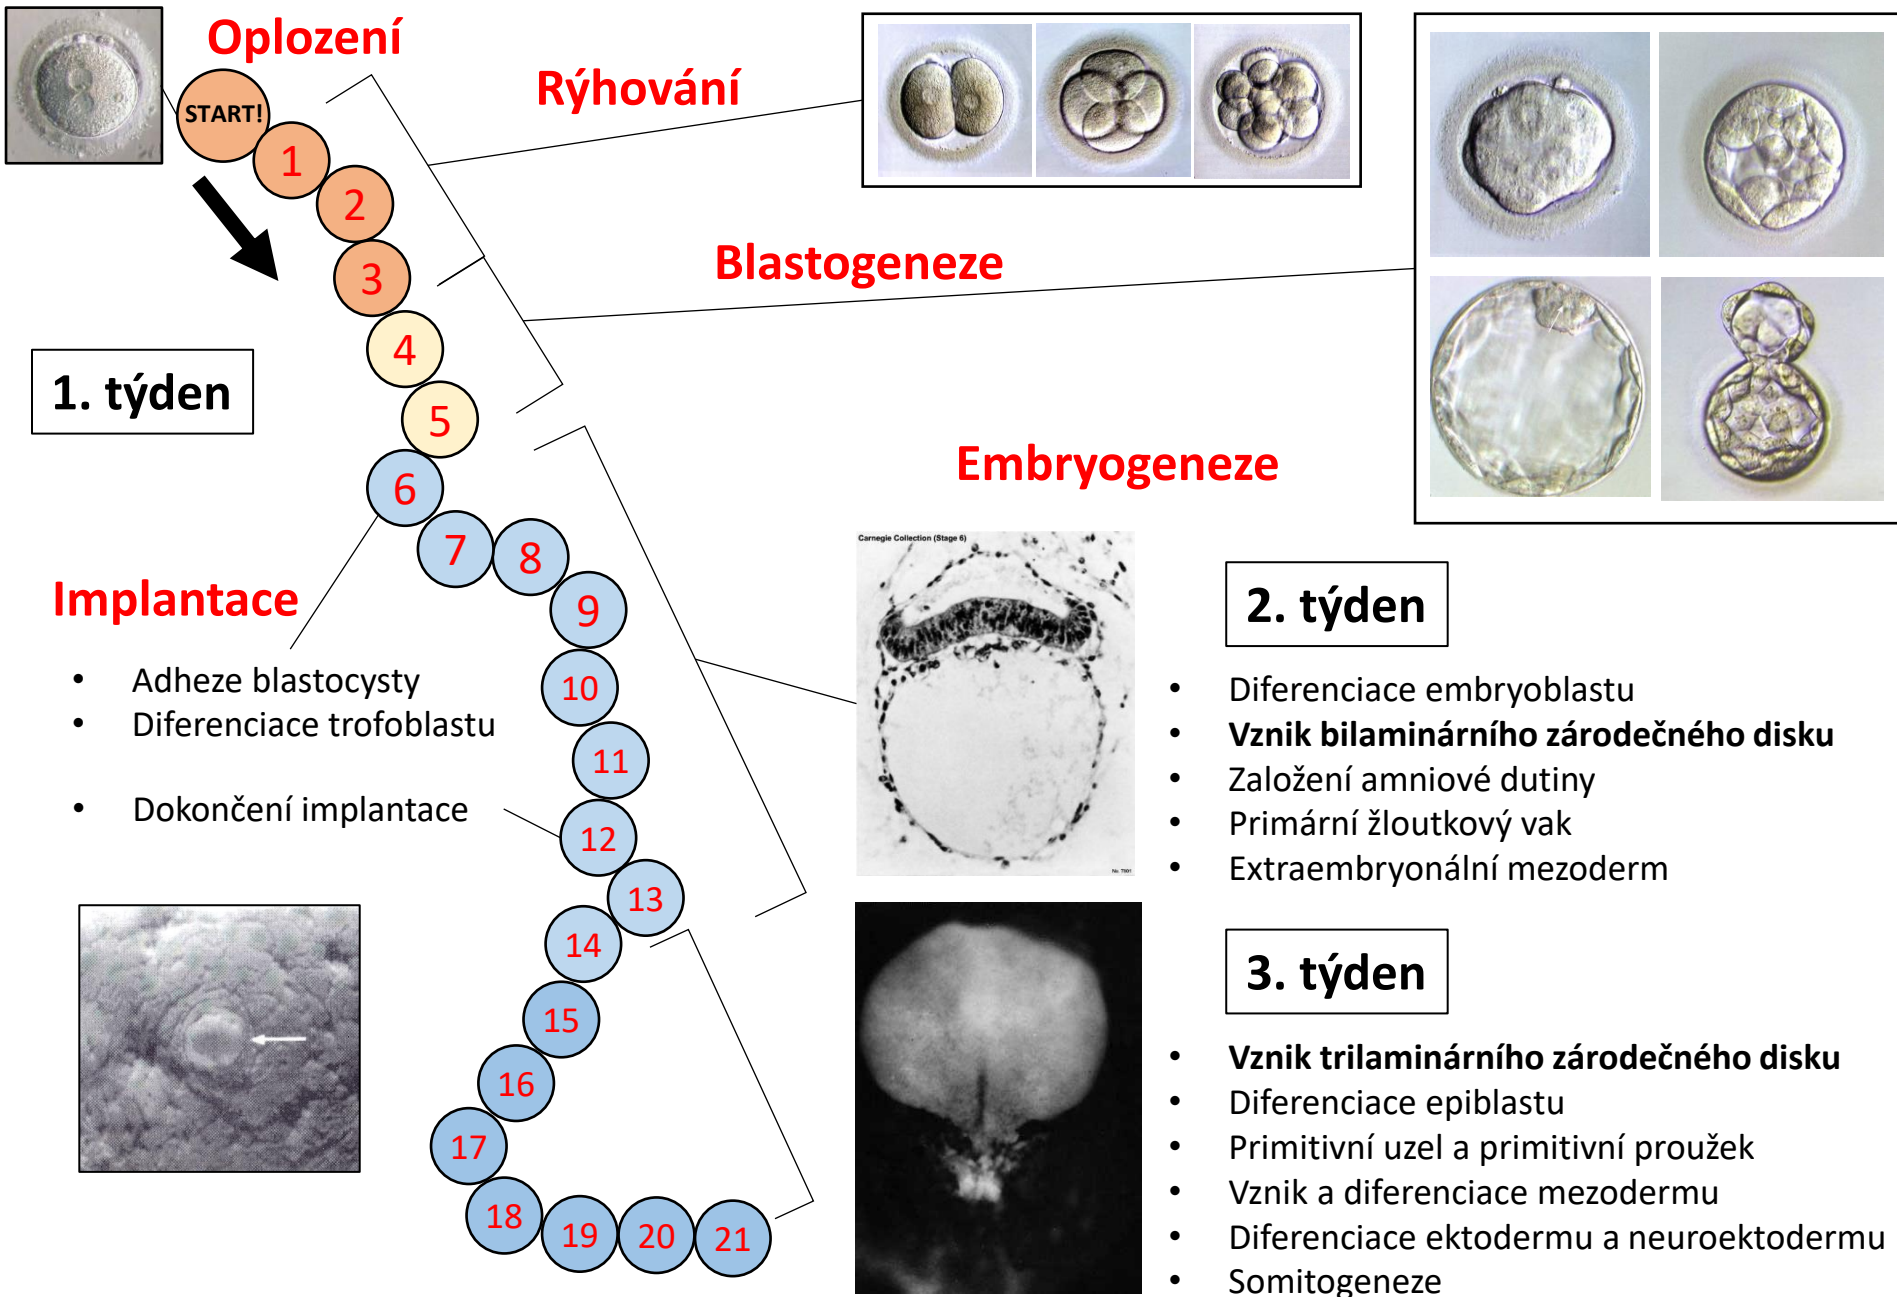 Oplození
START!
1
2
3
4
5
6
7
8
9
10
11
12
13
14
15
16
17
18
19
20
21
Rýhování
Blastogeneze
1. týden
Embryogeneze
Implantace
• Adheze blastocysty
• Diferenciace trofoblastu
• Dokončení implantace
Carnegie Collection (Stage 6)
No. 7801
2. týden
• Diferenciace embryoblastu
• Vznik bilaminárního zárodečného disku
• Založení amniové dutiny
• Primární žloutkový vak
• Extraembryonální mezoderm
3. týden
• Vznik trilaminárního zárodečného disku
• Diferenciace epiblastu
• Primitivní uzel a primitivní proužek
• Vznik a diferenciace mezodermu
• Diferenciace ektodermu a neuroektodermu
• Somitogeneze